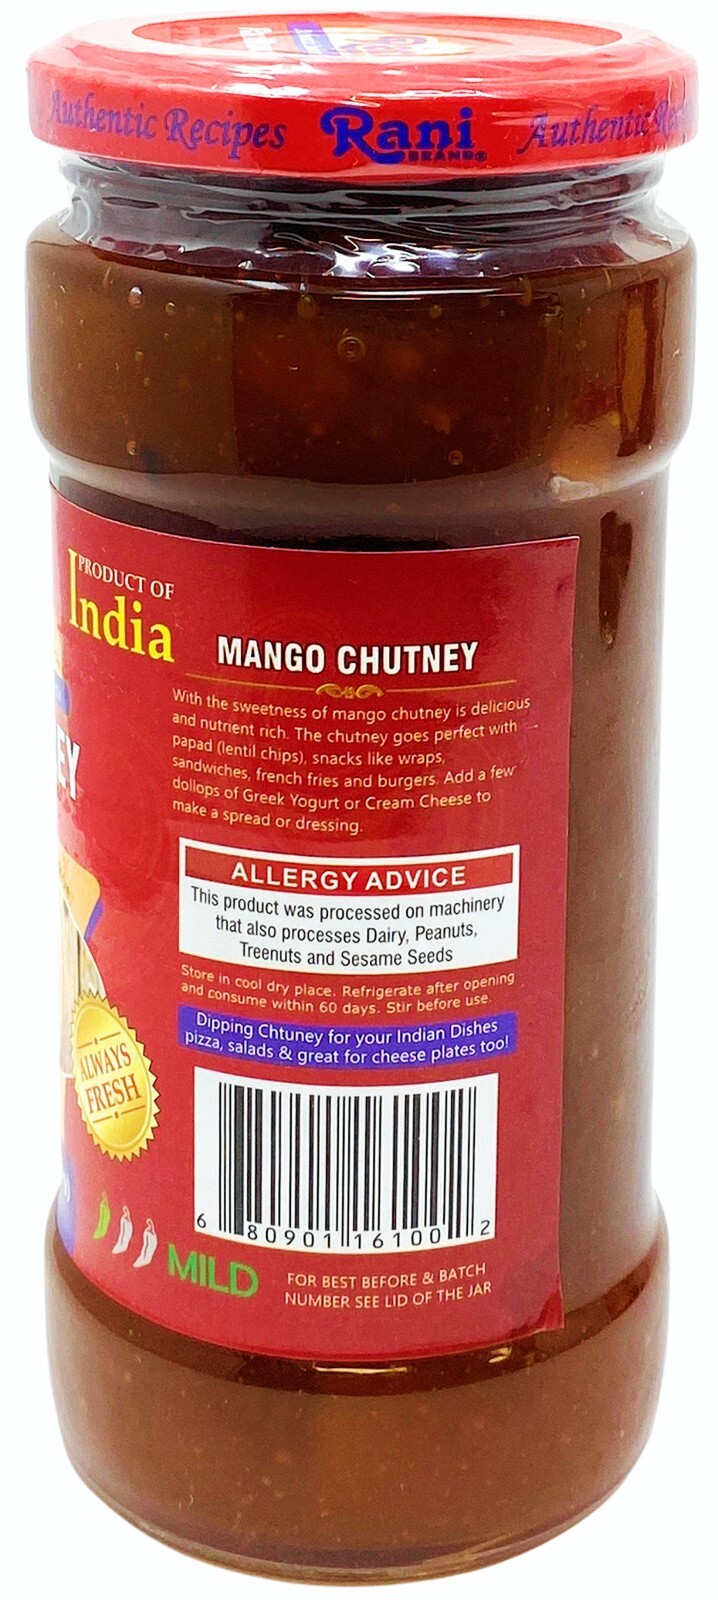 Authentic Recipes Rani Authentic
BRAND®
PRODUCT OF
India
MANGO CHUTNEY
With the sweetness of mango chutney is delicious
and nutrient rich. The chutney goes perfect with
papad (lentil chips), snacks like wraps,
sandwiches, french fries and burgers. Add a few
dollops of Greek Yogurt or Cream Cheese to
make a spread or dressing.
EY
ALLERGY ADVICE
This product was processed on machinery
that also processes Dairy, Peanuts,
Treenuts and Sesame Seeds
Store in cool dry place. Refrigerate after opening
and consume within 60 days. Stir before use.
Dipping Chtuney for your Indian Dishes
pizza, salads & great for cheese plates too!
ALWAYS
FRESH
6 80901 16100 2
MILD
FOR BEST BEFORE & BATCH
NUMBER SEE LID OF THE JAR